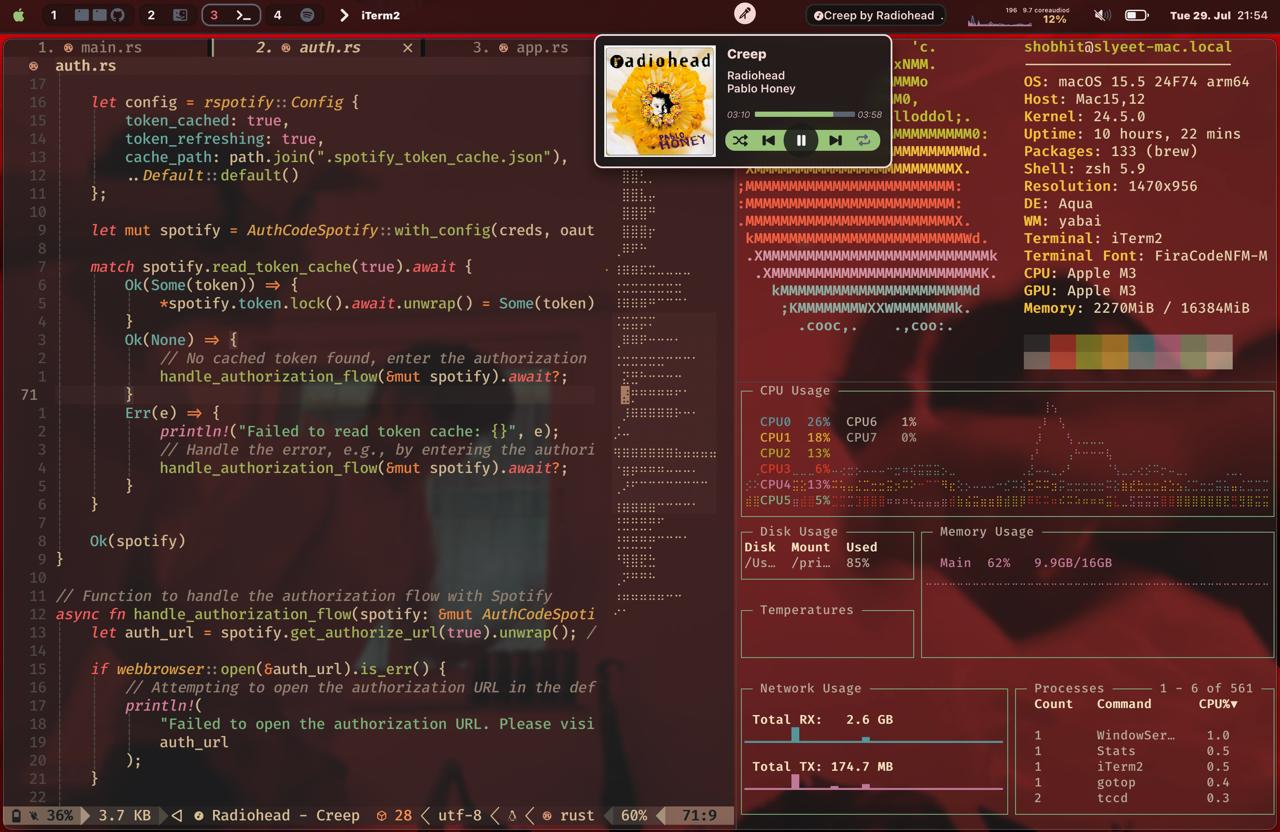 1 2 3 4 iTerm2
Creep by Radiohead .
196 9.7 coreaudioc
12%
Tue 29. Jul 21:54
1. main.rs
2. auth.rs
3. app.rs
auth.rs
17
16 let config = rspotify::Config {
15 token_cached: true,
14 token_refreshing: true,
13 cache_path: path.join(".spotify_token_cache.json"),
12 ..Default::default()
11 };
10
9 let mut spotify = AuthCodeSpotify::with_config(creds, oaut
8
7 match spotify.read_token_cache(true).await {
6 Ok(Some(token)) => {
5 *spotify.token.lock().await.unwrap() = Some(token)
4 }
3 Ok(None) => {
2 // No cached token found, enter the authorization
1 handle_authorization_flow(&mut spotify).await?;
71 }
1 Err(e) => {
2 println!("Failed to read token cache: {}", e);
3 // Handle the error, e.g., by entering the authori
4 handle_authorization_flow(&mut spotify).await?;
5 }
6 }
7
8 Ok(spotify)
9 }
10
11 // Function to handle the authorization flow with Spotify
12 async fn handle_authorization_flow(spotify: &mut AuthCodeSpoti
13 let auth_url = spotify.get_authorize_url(true).unwrap(); /
14
15 if webbrowser::open(&auth_url).is_err() {
16 // Attempting to open the authorization URL in the def
17 println!(
18 "Failed to open the authorization URL. Please visi
19 auth_url
20 );
21 }
22
36% 3.7 KB Radiohead - Creep 28 utf-8 rust 60% 71:9
Radiohead
PABLO
HONEY
Creep
Radiohead
Pablo Honey
03:10 03:58
'c.
xNMM.
MMMo
M0,
lloddol;.
MMMMMMMMMM0:
XMMMMMMMMMMMMMMMMMMMMMMX.
;MMMMMMMMMMMMMMMMMMMMMMMM:
:MMMMMMMMMMMMMMMMMMMMMMMM:
.MMMMMMMMMMMMMMMMMMMMMMMMX.
kMMMMMMMMMMMMMMMMMMMMMMMMWd.
.XMMMMMMMMMMMMMMMMMMMMMMMMMMk
.XMMMMMMMMMMMMMMMMMMMMMMMMK.
kMMMMMMMMMMMMMMMMMMMMMMd
;KMMMMMMMWXXWMMMMMMMk.
.cooc,. .,coo:.
shobhit@slyeet-mac.local
OS: macOS 15.5 24F74 arm64
Host: Mac15,12
Kernel: 24.5.0
Uptime: 10 hours, 22 mins
Packages: 133 (brew)
Shell: zsh 5.9
Resolution: 1470x956
DE: Aqua
WM: yabai
Terminal: iTerm2
Terminal Font: FiraCodeNFM-M
CPU: Apple M3
GPU: Apple M3
Memory: 2270MiB / 16384MiB
CPU Usage
CPU0 26% CPU6 1%
CPU1 18% CPU7 0%
CPU2 13%
CPU3 6%
CPU4 13%
CPU5 5%
Disk Usage
Disk Mount Used
/Us… /pri… 85%
Memory Usage
Main 62% 9.9GB/16GB
Temperatures
Network Usage
Total RX: 2.6 GB
Total TX: 174.7 MB
Processes 1 - 6 of 561
Count Command CPU%▼
1 WindowSer… 1.0
1 Stats 0.5
1 iTerm2 0.5
1 gotop 0.4
2 tccd 0.3